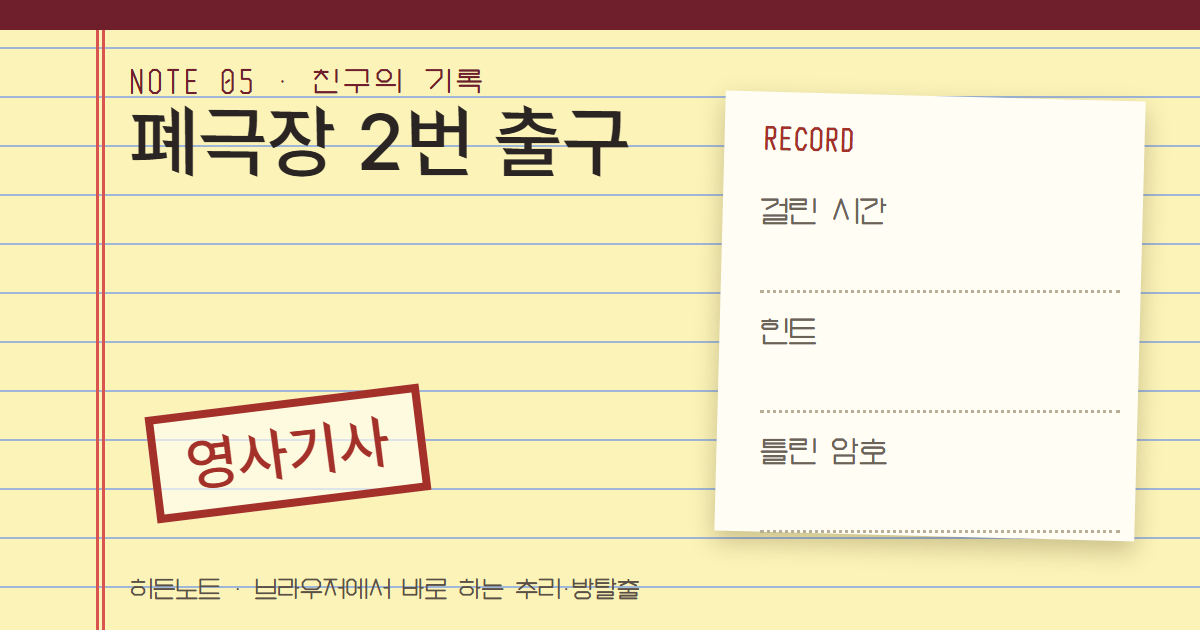 NOTE 05 · 친구의 기록
폐극장 2번 출구
RECORD
걸린 시간
힌트
틀린 암호
영사기사
히든노트 · 브라우저에서 바로 하는 추리·방탈출